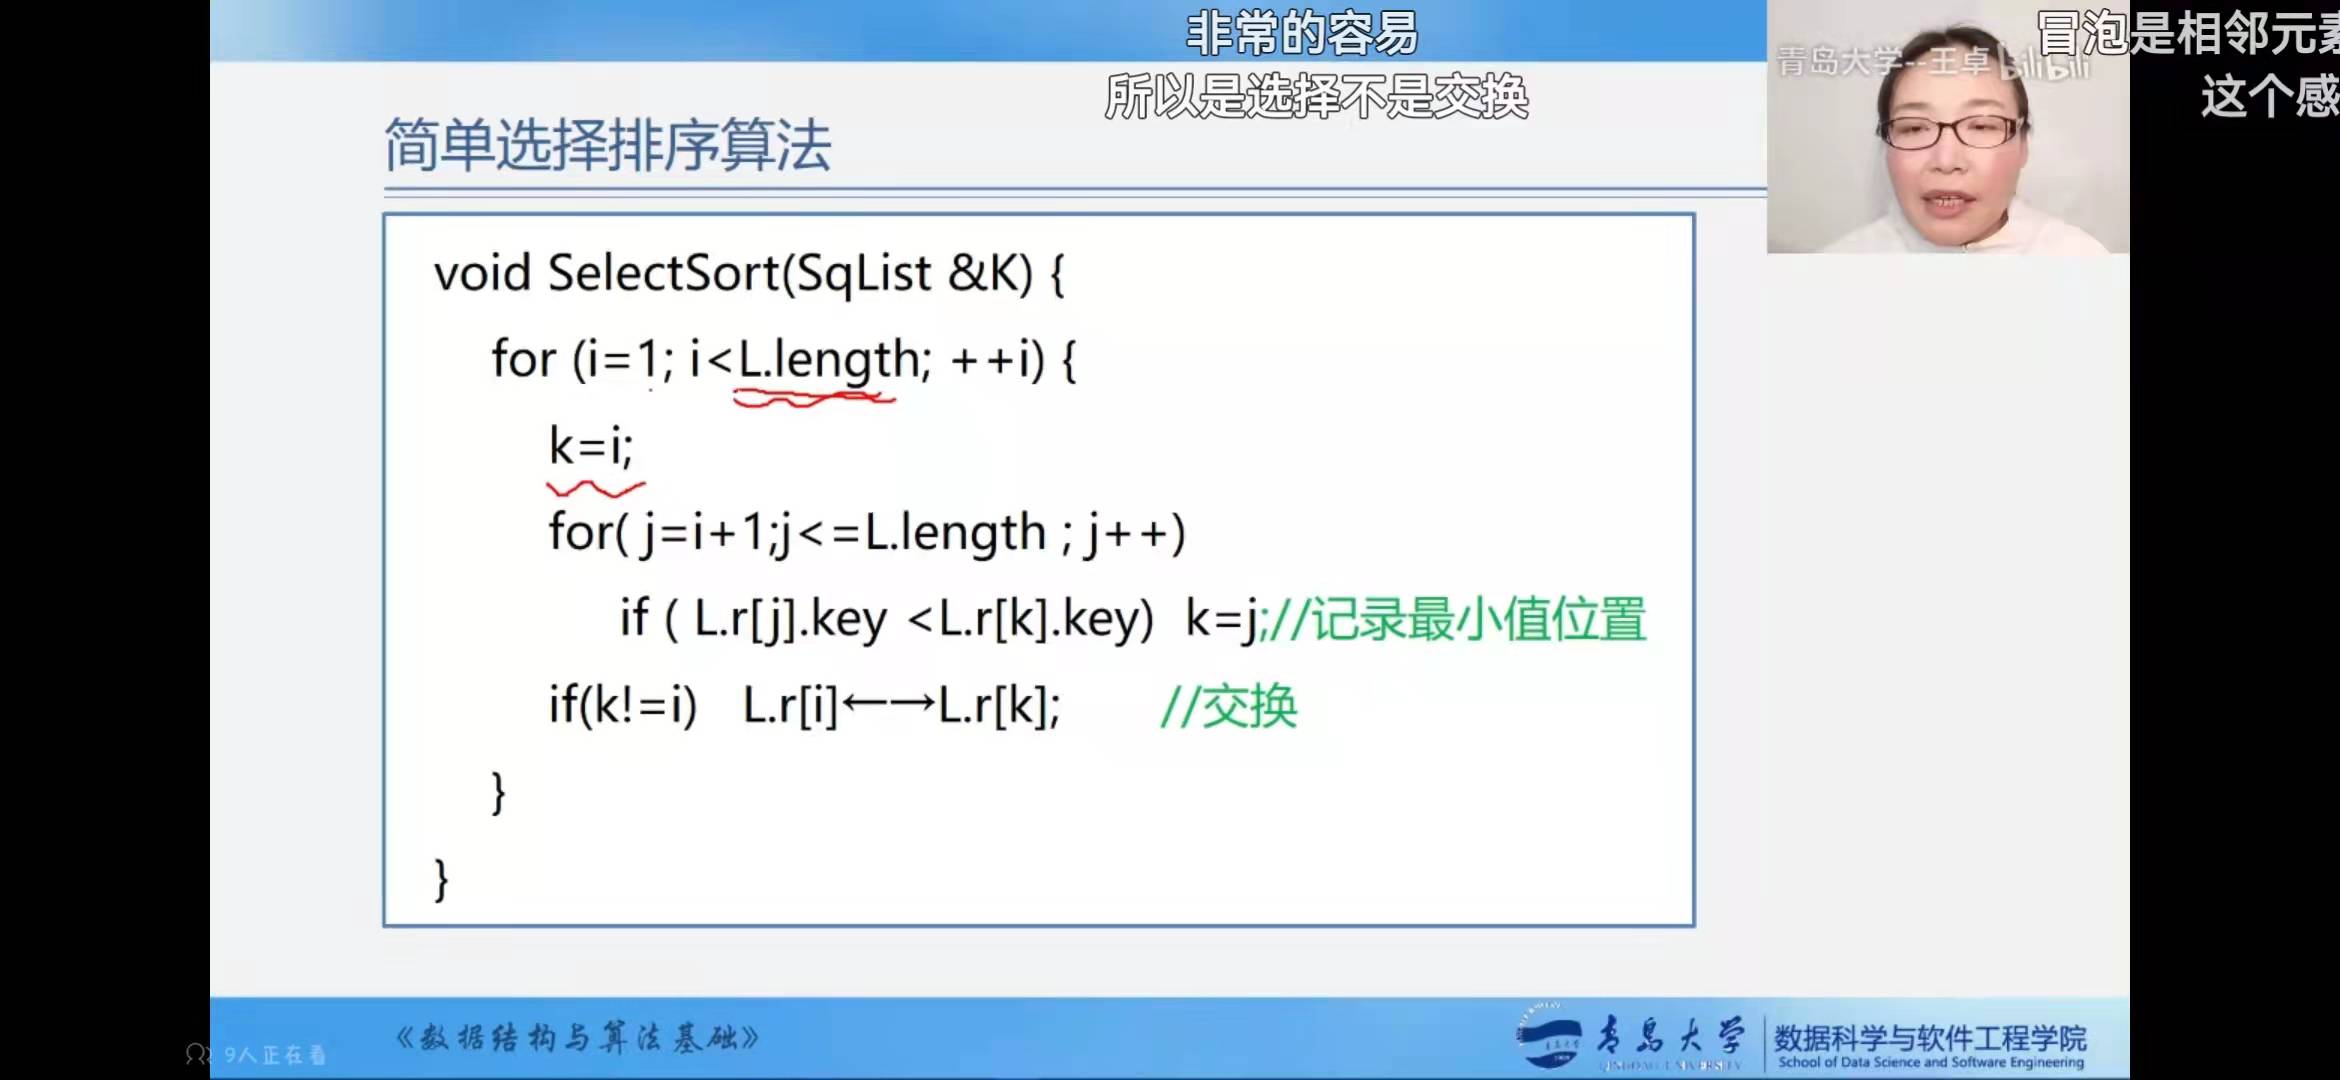 非常的容易
冒泡是相邻元素
所以是选择不是交换
这个感
青岛大学--王卓 bilibili
简单选择排序算法
void SelectSort(SqList &K) {
for (i=1; i<L.length; ++i) {
k=i;
for( j=i+1;j<=L.length ; j++)
if ( L.r[j].key <L.r[k].key) k=j;//记录最小值位置
if(k!=i) L.r[i]←→L.r[k]; //交换
}
}
《数据结构与算法基础》
9人正在看
青岛大学
QINGDAO UNIVERSITY
数据科学与软件工程学院
School of Data Science and Software Engineering